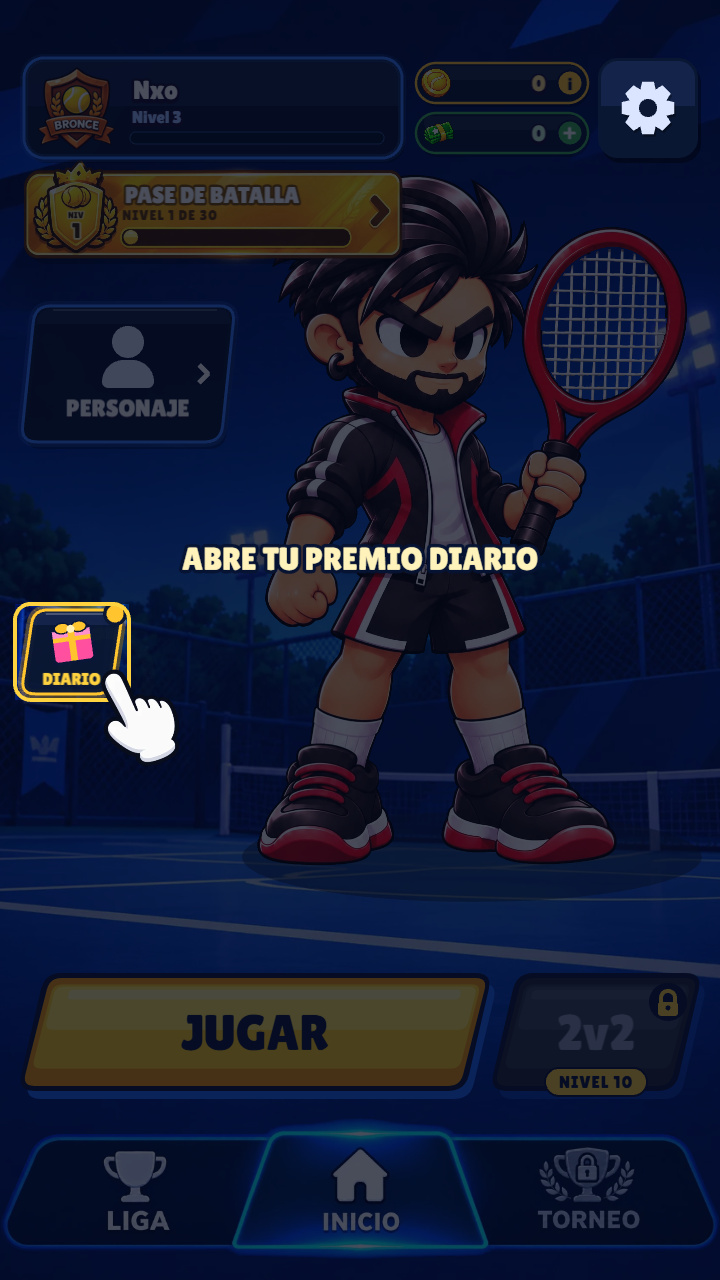 Nxo
Nivel 3
BRONCE
0
i
0
+
PASE DE BATALLA
NIVEL 1 DE 30
NIV
1
PERSONAJE
ABRE TU PREMIO DIARIO
DIARIO
JUGAR
2v2
NIVEL 10
LIGA
INICIO
TORNEO